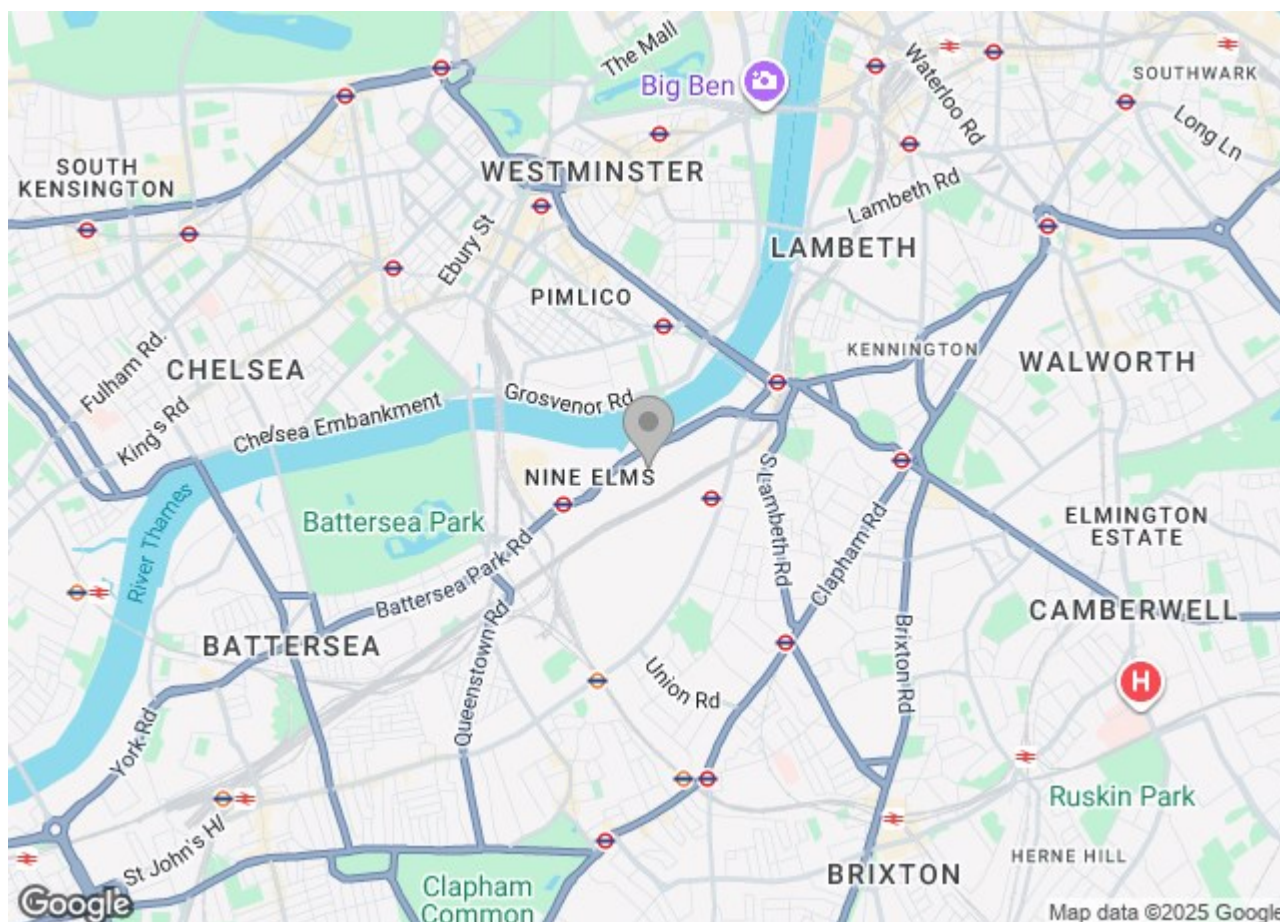 The Mall
Big Ben
Waterloo Rd
SOUTHWARK
Long Ln
SOUTH
KENSINGTON
WESTMINSTER
Lambeth Rd
Ebury St
LAMBETH
PIMLICO
KENNINGTON
WALWORTH
Fulham Rd.
CHELSEA
King's Rd
Chelsea Embankment
Grosvenor Rd
NINE ELMS
S Lambeth Rd
Clapham Rd
River Thames
Battersea Park
ELMINGTON
ESTATE
Battersea Park Rd
Queenstown Rd
BATTERSEA
CAMBERWELL
Brixton Rd
Union Rd
H
York Rd
St John's Hl
Ruskin Park
HERNE HILL
BRIXTON
Clapham
Common
Google
Map data ©2025 Google